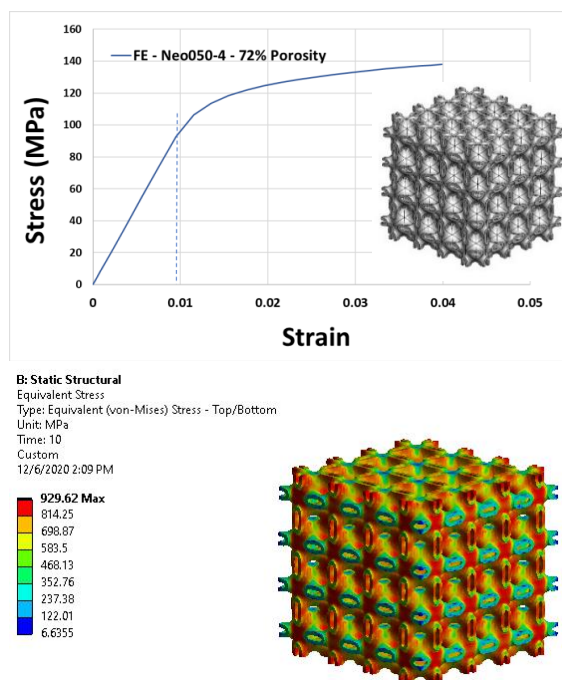 160
140
120
100
80
60
40
20
0
Stress (MPa)
FE - Neo050-4 - 72% Porosity
0 0.01 0.02 0.03 0.04 0.05
Strain
B: Static Structural
Equivalent Stress
Type: Equivalent (von-Mises) Stress - Top/Bottom
Unit: MPa
Time: 10
Custom
12/6/2020 2:09 PM
929.62 Max
814.25
698.87
583.5
468.13
352.76
237.38
122.01
6.6355